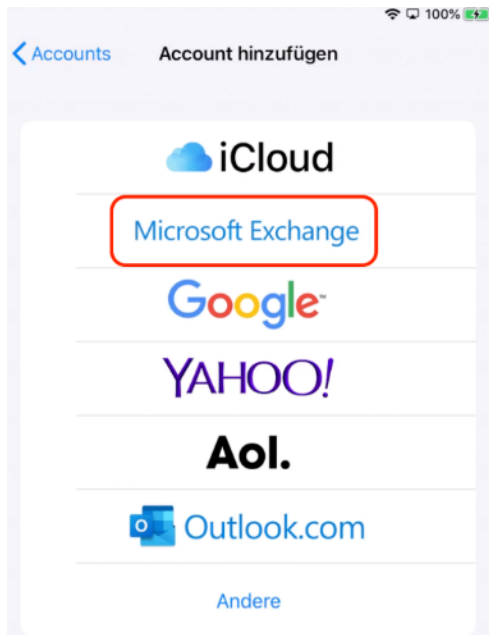 100%
Accounts Account hinzufügen
iCloud
Microsoft Exchange
Google
YAHOO!
Aol.
Outlook.com
Andere